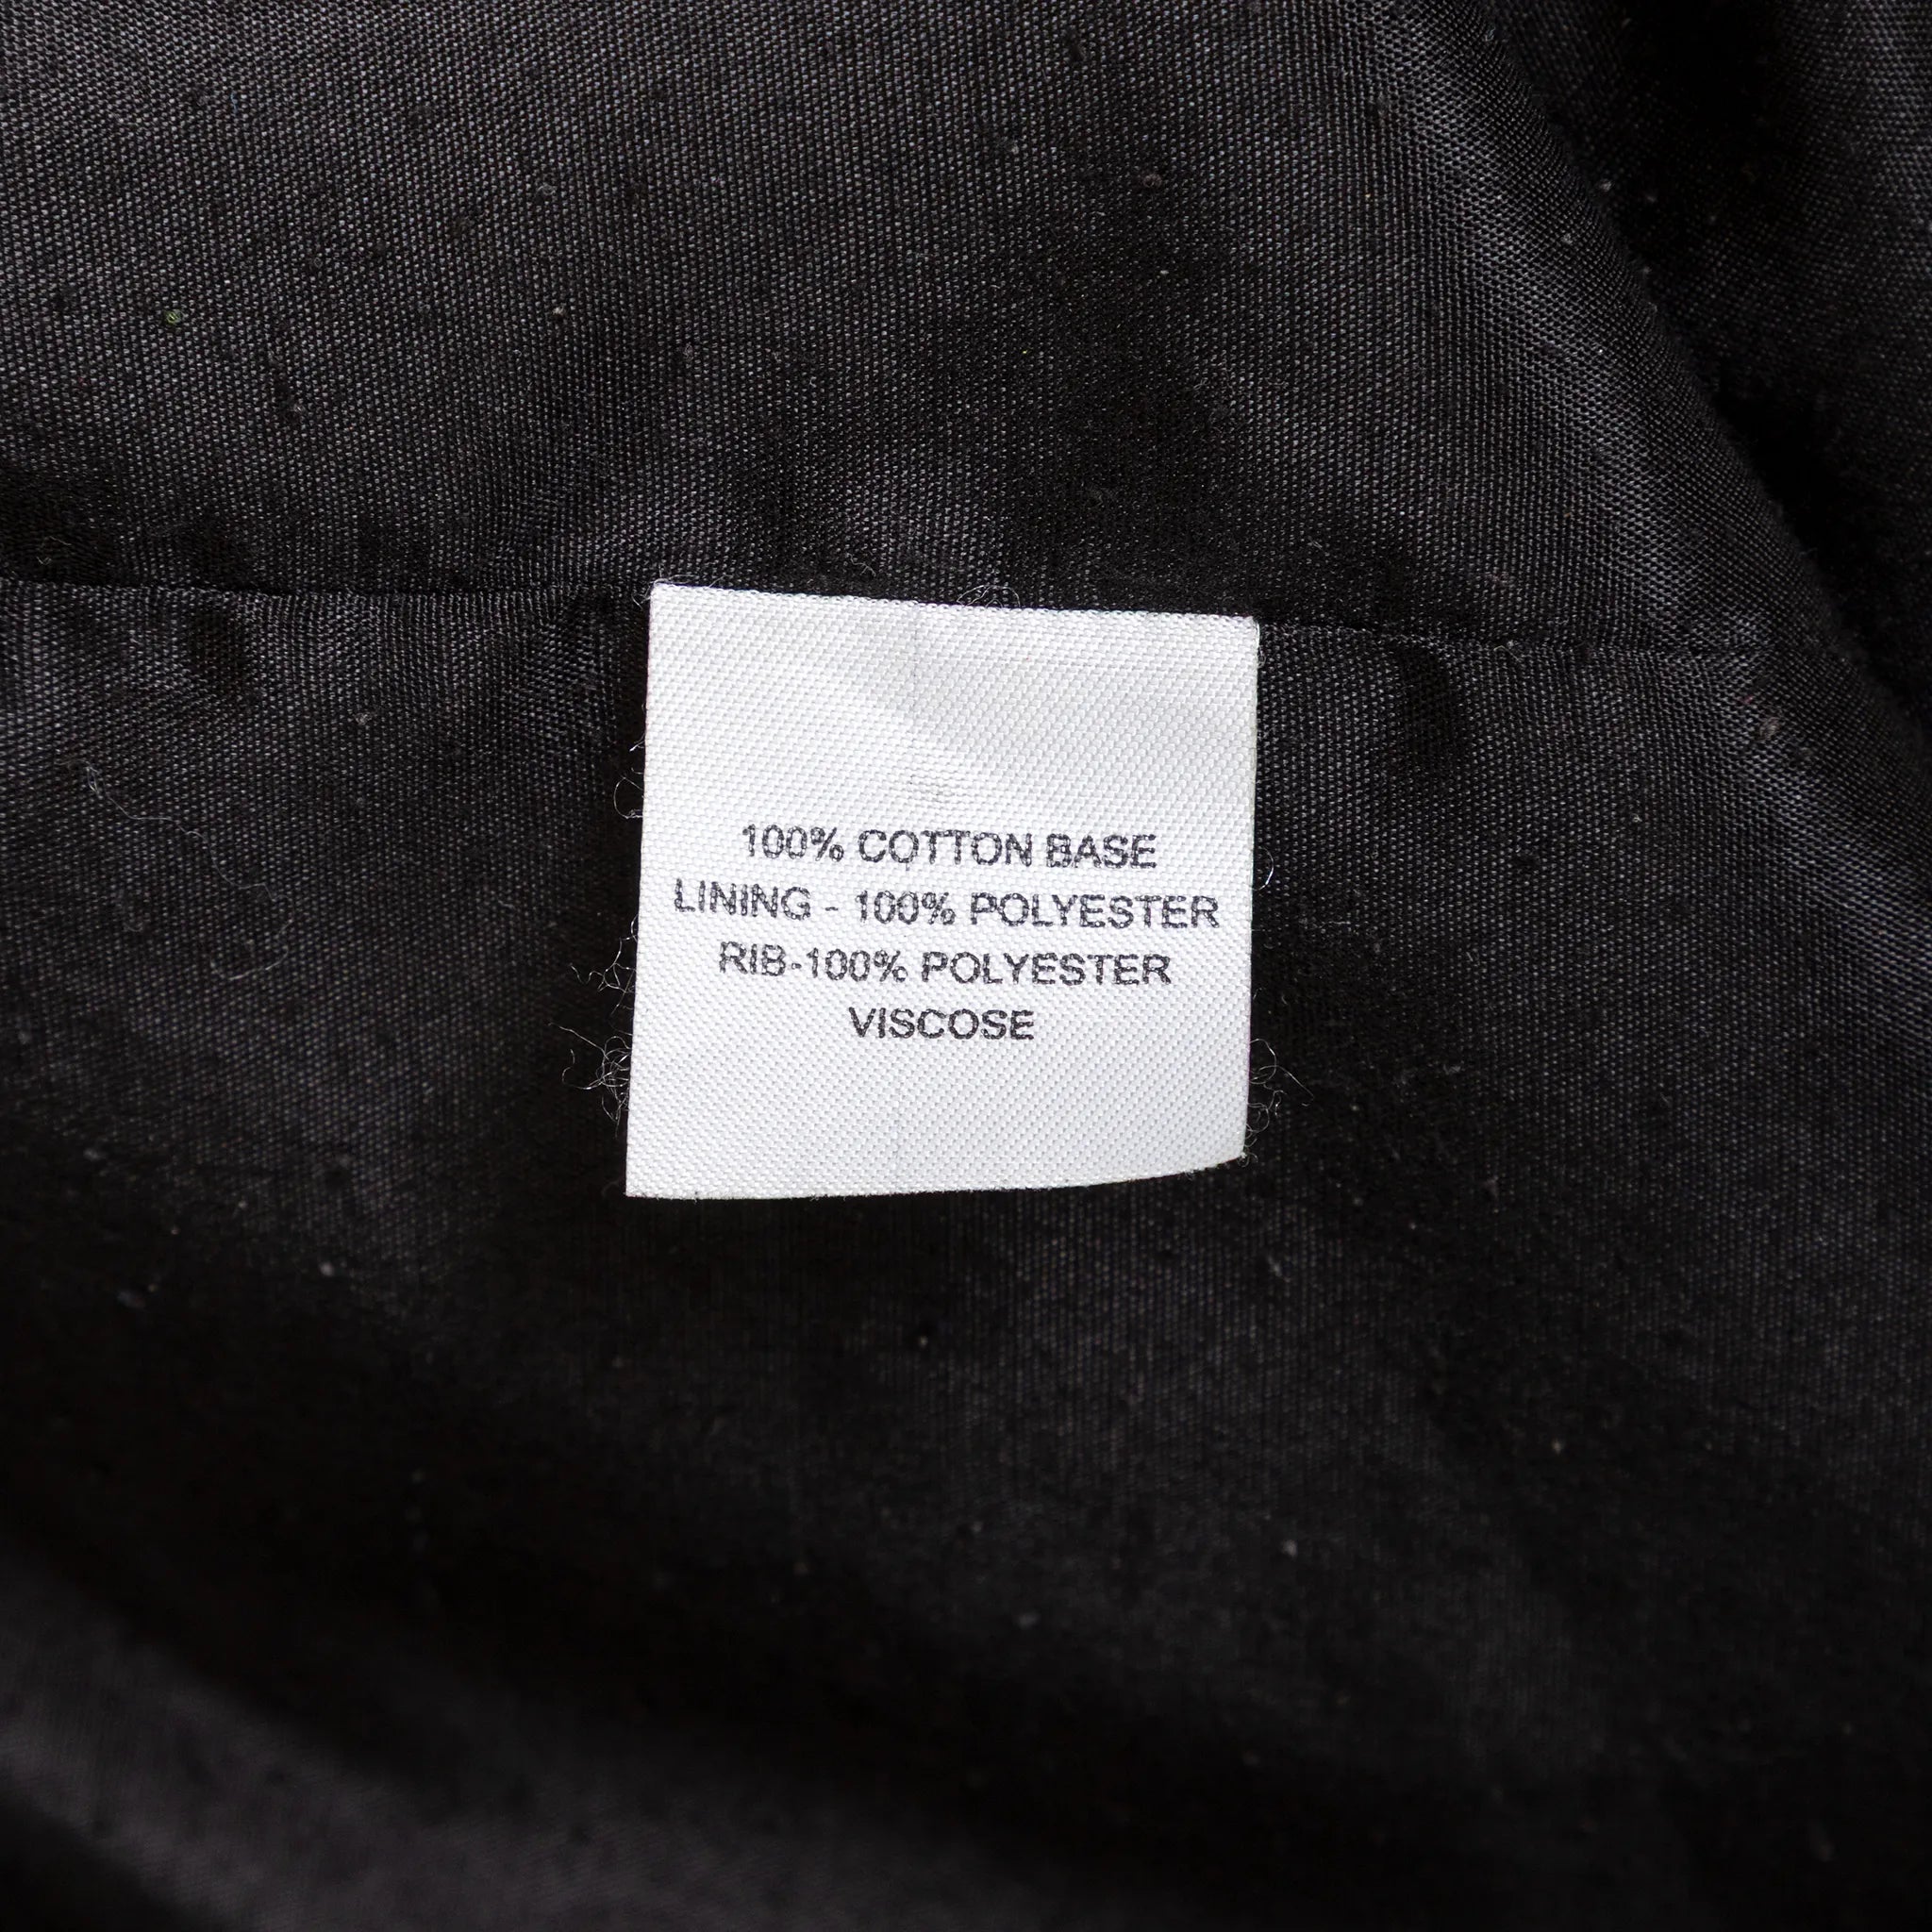 100% COTTON BASE
LINING - 100% POLYESTER
RIB-100% POLYESTER
VISCOSE